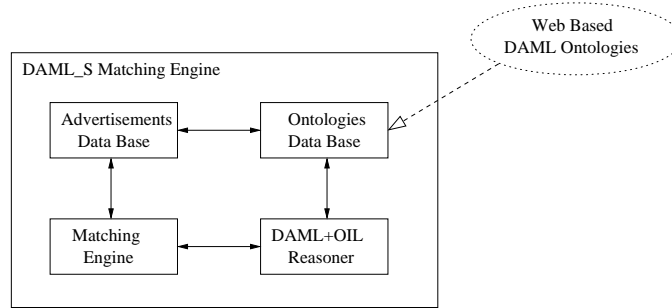 Web Based
DAML Ontologies
DAML_S Matching Engine
Advertisements
Data Base
Ontologies
Data Base
Matching
Engine
DAML+OIL
Reasoner